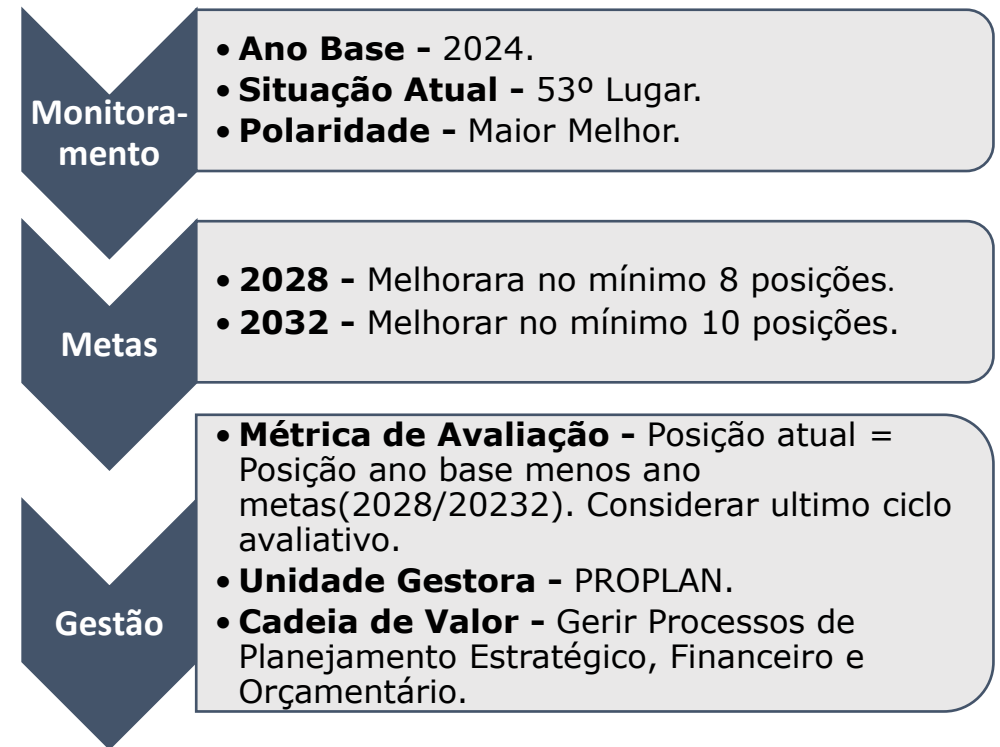 Monitora-
mento
• Ano Base - 2024.
• Situação Atual - 53º Lugar.
• Polaridade - Maior Melhor.
Metas
• 2028 - Melhorara no mínimo 8 posições.
• 2032 - Melhorar no mínimo 10 posições.
Gestão
• Métrica de Avaliação - Posição atual =
Posição ano base menos ano
metas(2028/20232). Considerar ultimo ciclo
avaliativo.
• Unidade Gestora - PROPLAN.
• Cadeia de Valor - Gerir Processos de
Planejamento Estratégico, Financeiro e
Orçamentário.